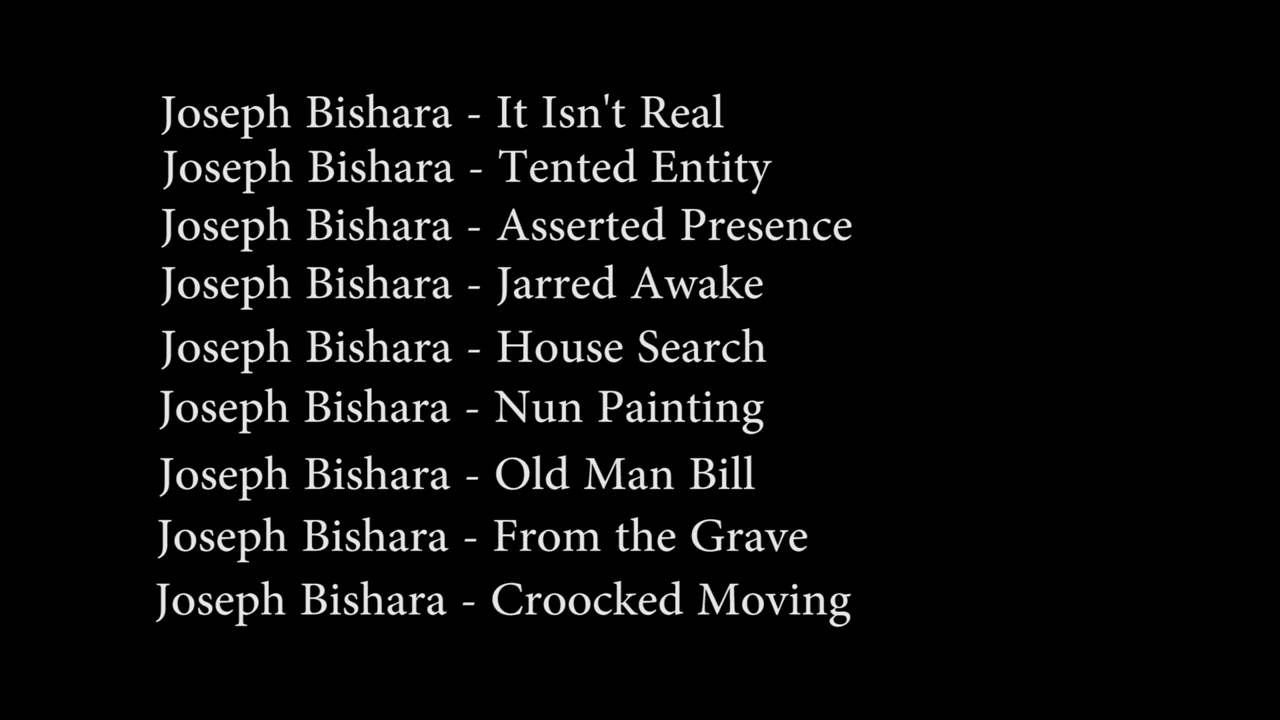 Joseph Bishara - It Isn't Real
Joseph Bishara - Tented Entity
Joseph Bishara - Asserted Presence
Joseph Bishara - Jarred Awake
Joseph Bishara - House Search
Joseph Bishara - Nun Painting
Joseph Bishara - Old Man Bill
Joseph Bishara - From the Grave
Joseph Bishara - Croocked Moving